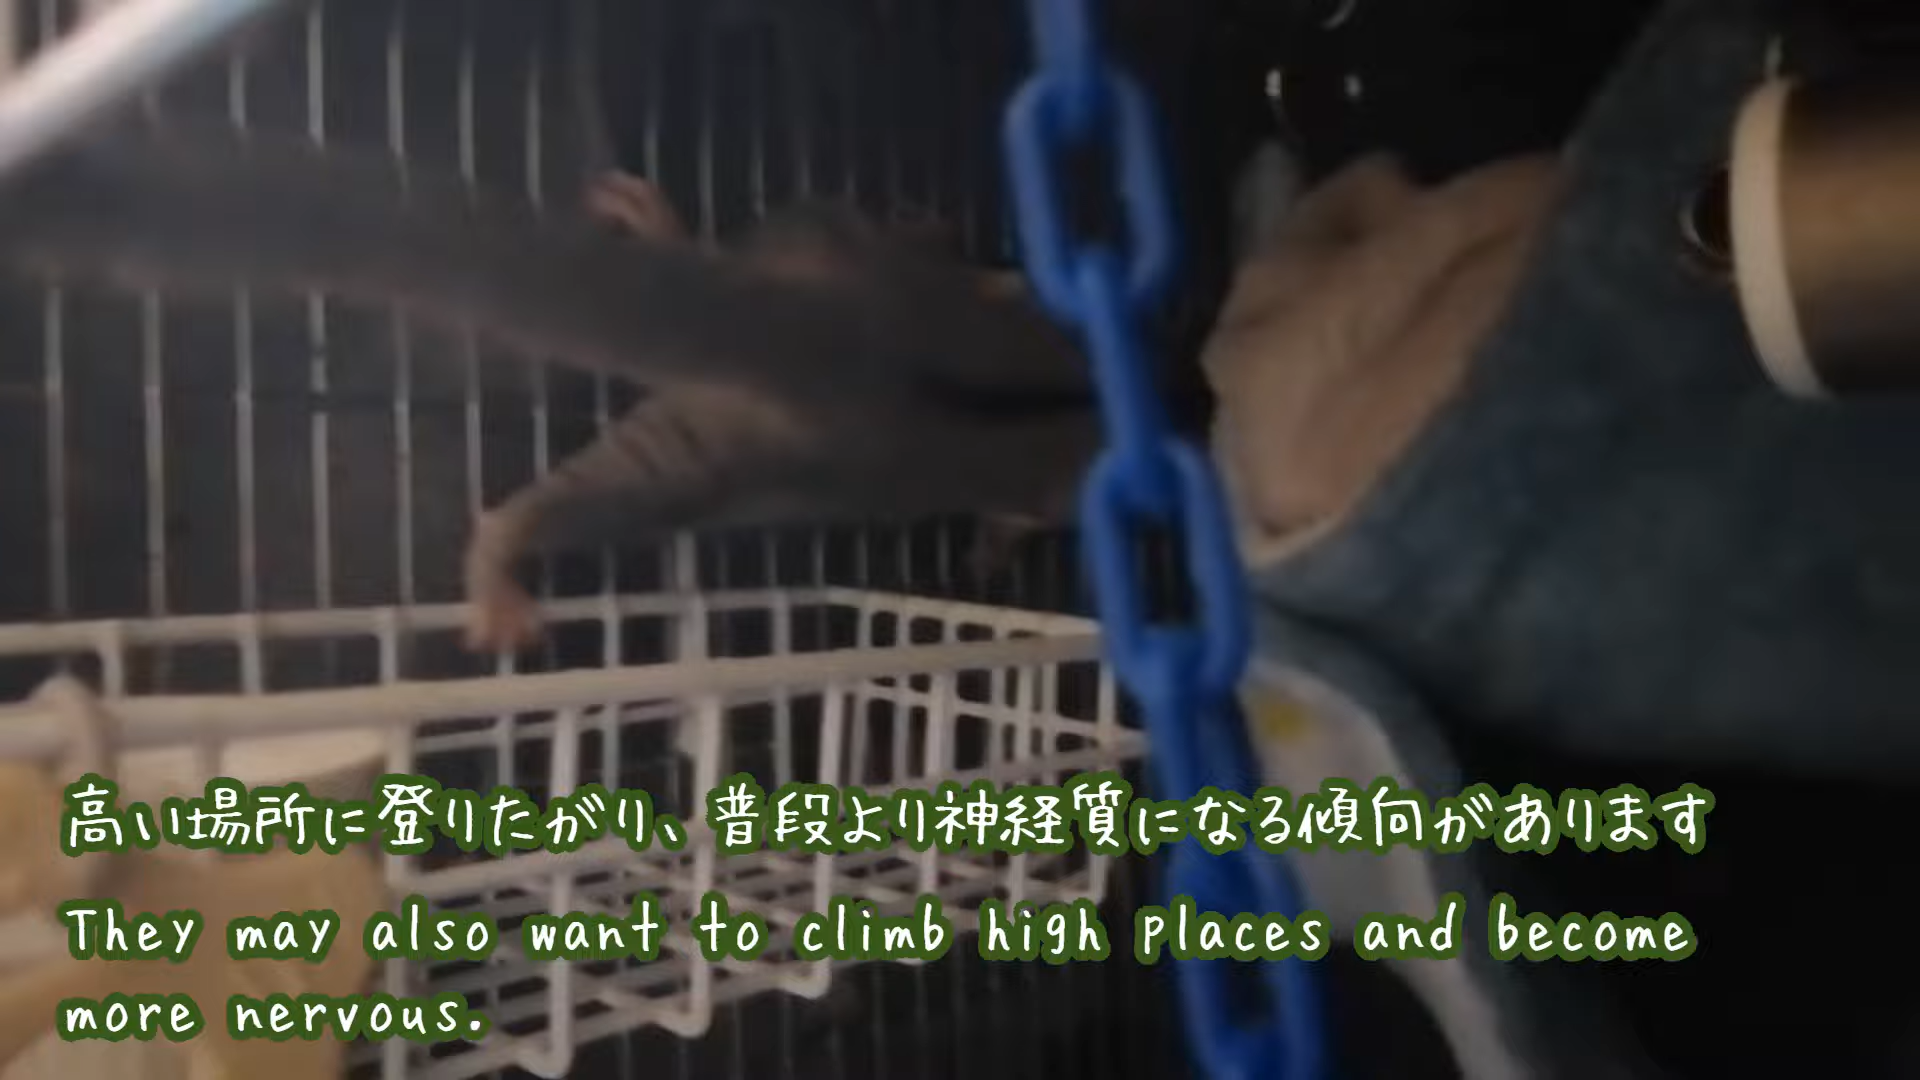 高い場所に登りたがり、普段より神経質になる傾向があります
They may also want to climb high places and become
more nervous.